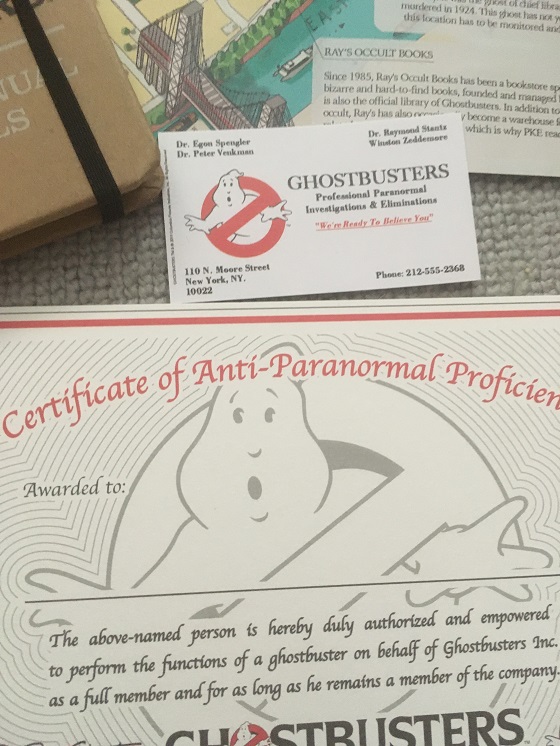 murdered in 1924. This ghost has not
this location has to be monitored and
EAST
RAY'S OCCULT BOOKS
Since 1985, Ray's Occult Books has been a bookstore
bizarre and hard-to-find books, founded and managed
is also the official library of Ghostbusters. In addition to
occult, Ray's has also become a warehouse
which is why PKE
Dr. Egon Spengler
Dr. Peter Venkman
Dr. Raymond Stantz
Winston Zeddemore
GHOSTBUSTERS
Professional Paranormal
Investigations & Eliminations
"We're Ready To Believe You"
110 N. Moore Street
New York, NY.
10022
Phone: 212-555-2368
Certificate of Anti-Paranormal Proficien
Awarded to:
The above-named person is hereby duly authorized and empowered
to perform the functions of a ghostbuster on behalf of Ghostbusters Inc.
as a full member and for as long as he remains a member of the company.
GHOSTBUSTERS